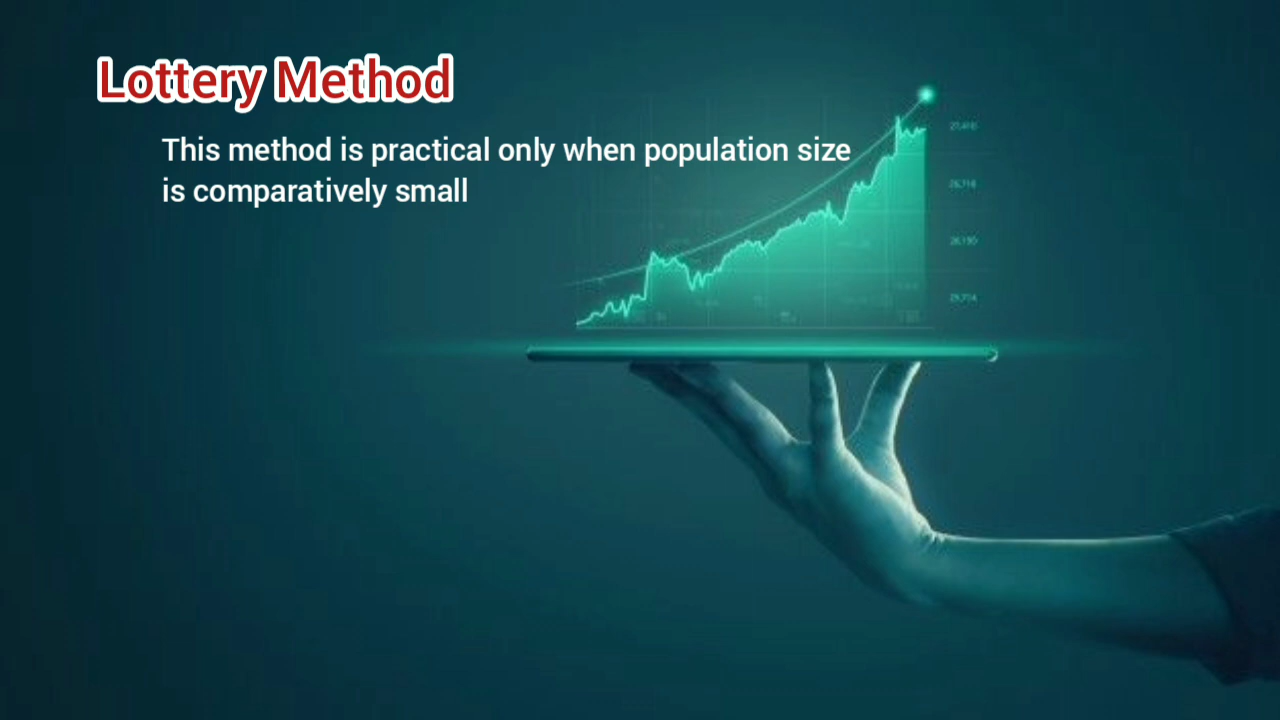 Lottery Method
This method is practical only when population size
is comparatively small